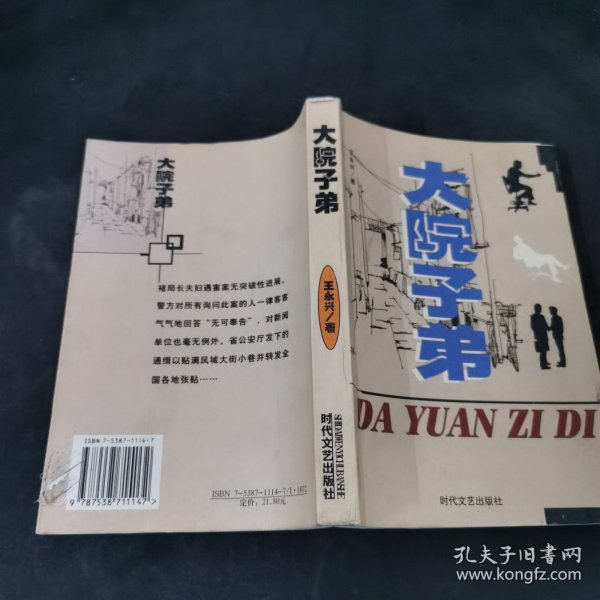 大院子弟
褚局长夫妇遇害案无突破性进展,
警方对所有询问此案的人一律客客
气气地回答“无可奉告”,对新闻
单位也毫无例外。省公安厅发下的
通缉以贴满凤城大街小巷并转发全
国各地张贴……
ISBN 7-5387-1114-7
9 787538 711147 >
ISBN 7-5387-1114-7/I·1072
定价:21.80元
大院子弟
王永兴/著
SHIDAIWENYICHUBANSHE
时代文艺出版社
王永兴/著
大院子弟
DA YUAN ZI DI
时代文艺出版社
孔夫子旧书网
www.kongfz.com